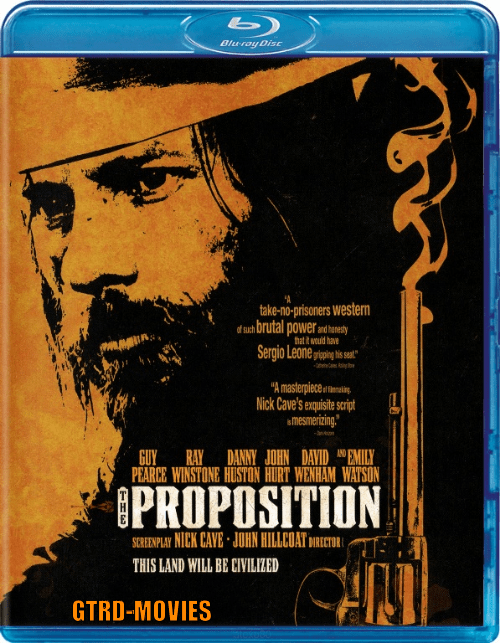 Blu-ray Disc
"A
take-no-prisoners western
of such brutal power and honesty
that it would have
Sergio Leone gripping his seat."
"A masterpiece of filmmaking.
Nick Cave's exquisite script
is mesmerizing."
GUY RAY DANNY JOHN DAVID AND EMILY
PEARCE WINSTONE HUSTON HURT WENHAM WATSON
THE PROPOSITION
SCREENPLAY NICK CAVE · JOHN HILLCOAT DIRECTOR
THIS LAND WILL BE CIVILIZED
GTRD-MOVIES